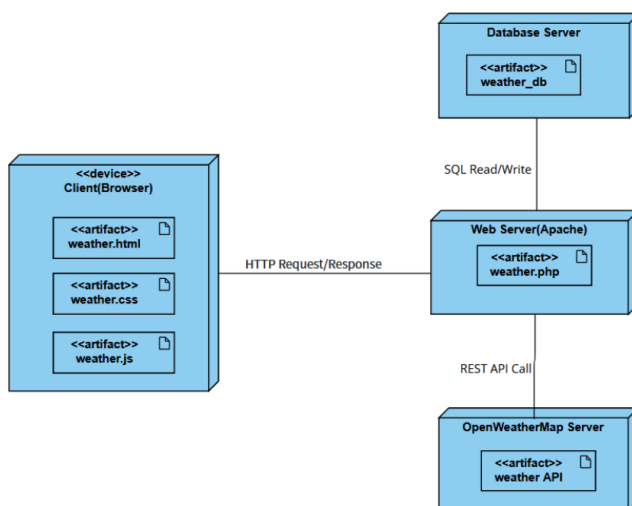 Database Server
<<artifact>>
weather_db
SQL Read/Write
<<device>>
Client(Browser)
<<artifact>>
weather.html
<<artifact>>
weather.css
<<artifact>>
weather.js
HTTP Request/Response
Web Server(Apache)
<<artifact>>
weather.php
REST API Call
OpenWeatherMap Server
<<artifact>>
weather API